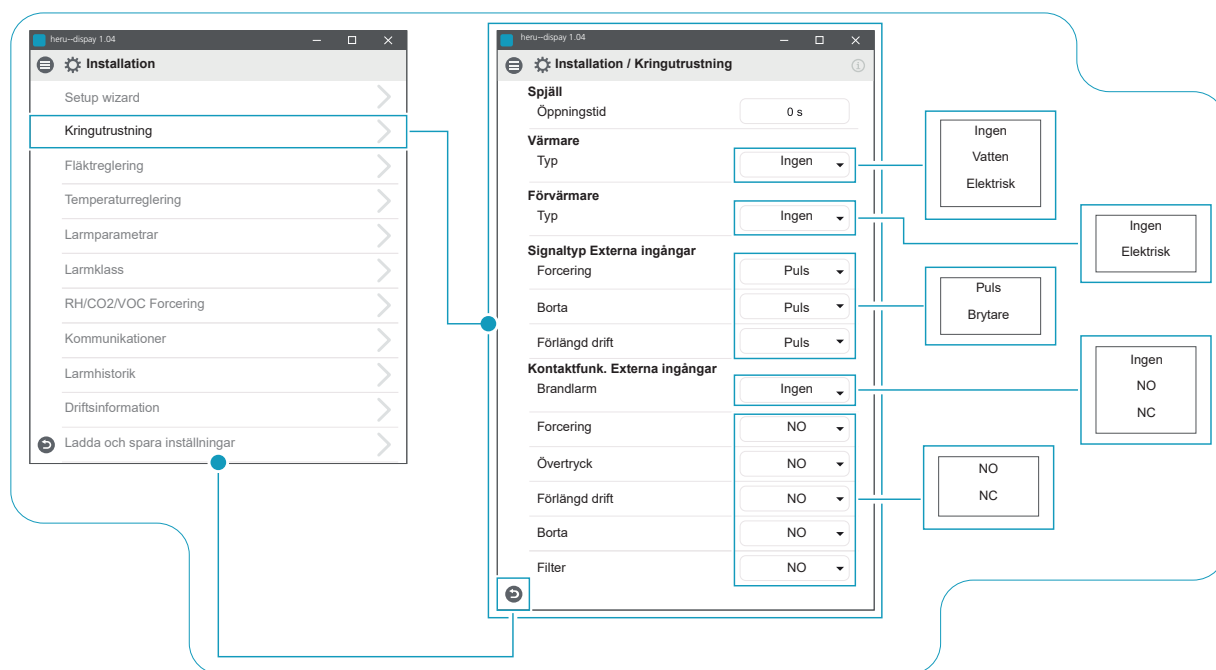 heru–dispay 1.04
Installation
Setup wizard
Kringutrustning
Fläktreglering
Temperaturreglering
Larmparametrar
Larmklass
RH/CO2/VOC Forcering
Kommunikationer
Larmhistorik
Driftsinformation
Ladda och spara inställningar
heru–dispay 1.04
Installation / Kringutrustning
Spjäll
Öppningstid 0 s
Värmare
Typ Ingen
Förvärmare
Typ Ingen
Signaltyp Externa ingångar
Forcering Puls
Borta Puls
Förlängd drift Puls
Kontaktfunk. Externa ingångar
Brandlarm Ingen
Forcering NO
Övertryck NO
Förlängd drift NO
Borta NO
Filter NO
Ingen
Vatten
Elektrisk
Ingen
Elektrisk
Puls
Brytare
Ingen
NO
NC
NO
NC